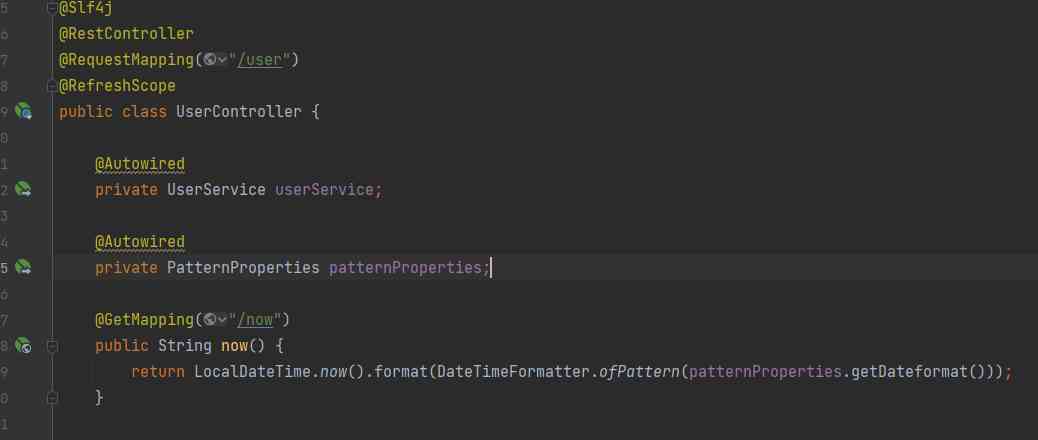 5 @Slf4j
6 @RestController
7 @RequestMapping("/user")
8 @RefreshScope
9 public class UserController {
0
1 @Autowired
2 private UserService userService;
3
4 @Autowired
5 private PatternProperties patternProperties;
6
7 @GetMapping("/now")
8 public String now() {
9 return LocalDateTime.now().format(DateTimeFormatter.ofPattern(patternProperties.getDateformat()));
0 }
1